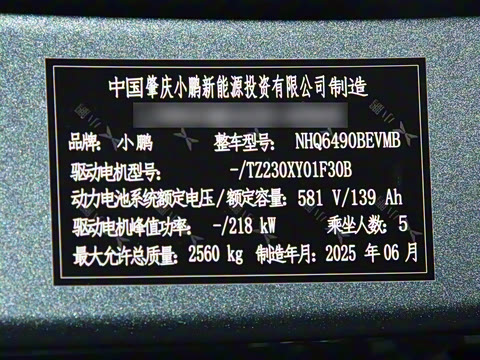 中国肇庆小鹏新能源投资有限公司制造
品牌：小鹏 整车型号：NHQ6490BEVMB
驱动电机型号： -/TZ230XY01F30B
动力电池系统额定电压/额定容量：581 V/139 Ah
驱动电机峰值功率： -/218 kW 乘坐人数：5
最大允许总质量：2560 kg 制造年月：2025 年 06 月